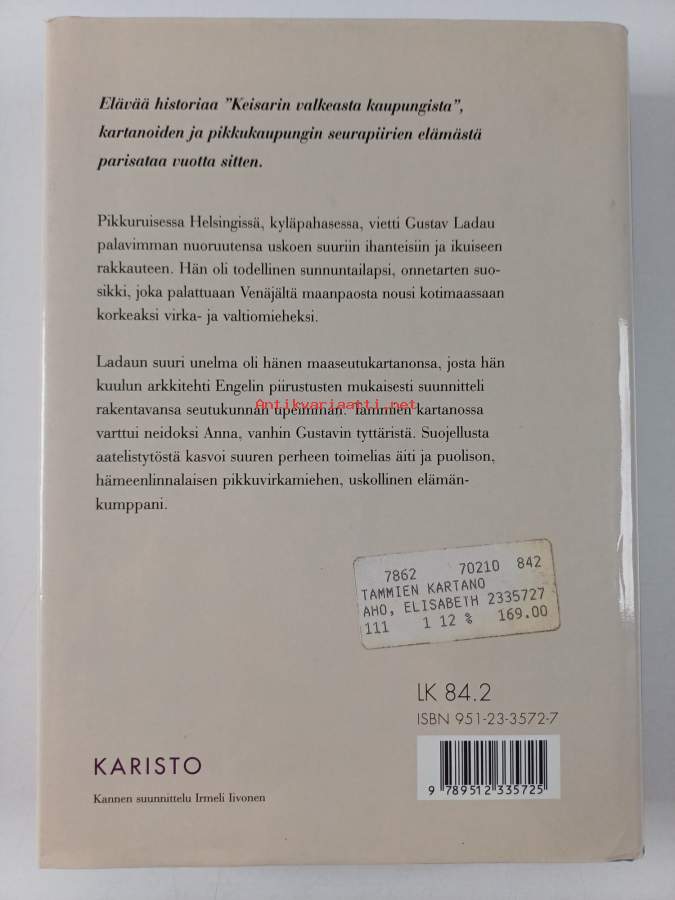 Elävää historiaa "Keisarin valkeasta kaupungista",
kartanoiden ja pikkukaupungin seurapiirien elämästä
parisataa vuotta sitten.
Pikkuruisessa Helsingissä, kyläpahasessa, vietti Gustav Ladau
palavimman nuoruutensa uskoen suuriin ihanteisiin ja ikuiseen
rakkauteen. Hän oli todellinen sunnuntailapsi, onnetarten suo-
sikki, joka palattuaan Venäjältä maanpaosta nousi kotimaassaan
korkeaksi virka- ja valtiomieheksi.
Ladaun suuri unelma oli hänen maaseutukartanonsa, josta hän
kuulun arkkitehti Engelin piirustusten mukaisesti suunnitteli
rakentavansa seutukunnan upeimman. Tammien kartanossa
Antikvariaatti.net
varttui neidoksi Anna, vanhin Gustavin tyttäristä. Suojellusta
aatelistytöstä kasvoi suuren perheen toimelias äiti ja puolison,
hämeenlinnalaisen pikkuvirkamiehen, uskollinen elämän-
kumppani.
7862 70210 842
TAMMIEN KARTANO
AHO, ELISABETH 2335727
111 1 12 % 169.00
LK 84.2
ISBN 951-23-3572-7
9 789512 335725
KARISTO
Kannen suunnittelu Irmeli Iivonen